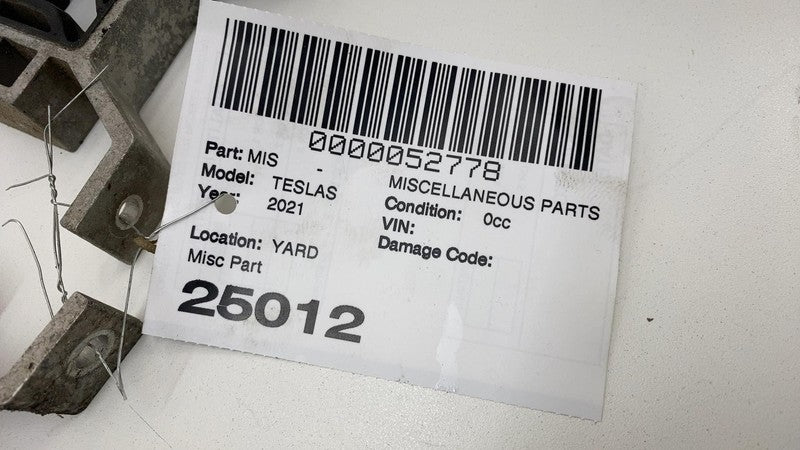 0000052778
Part: MIS - MISCELLANEOUS PARTS
Model: TESLAS Condition: 0cc
Year: 2021 VIN:
Damage Code:
Location: YARD
Misc Part
25012